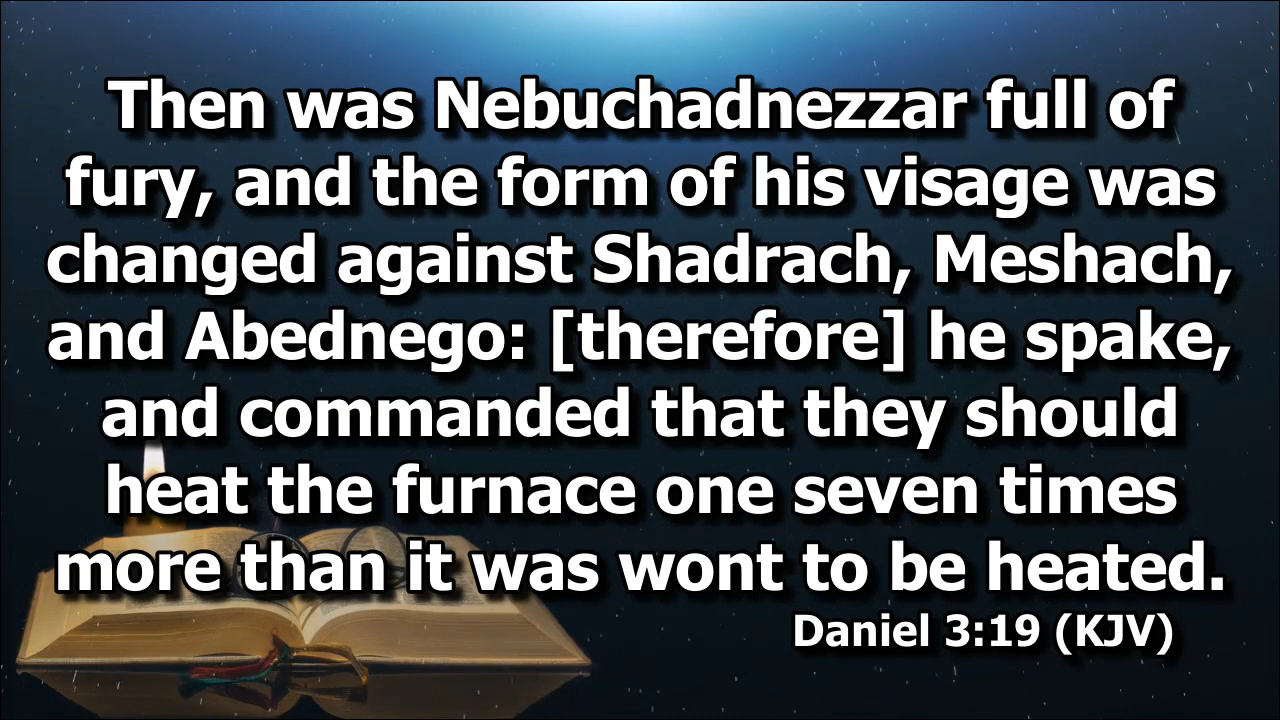 Then was Nebuchadnezzar full of
fury, and the form of his visage was
changed against Shadrach, Meshach,
and Abednego: [therefore] he spake,
and commanded that they should
heat the furnace one seven times
more than it was wont to be heated.
Daniel 3:19 (KJV)